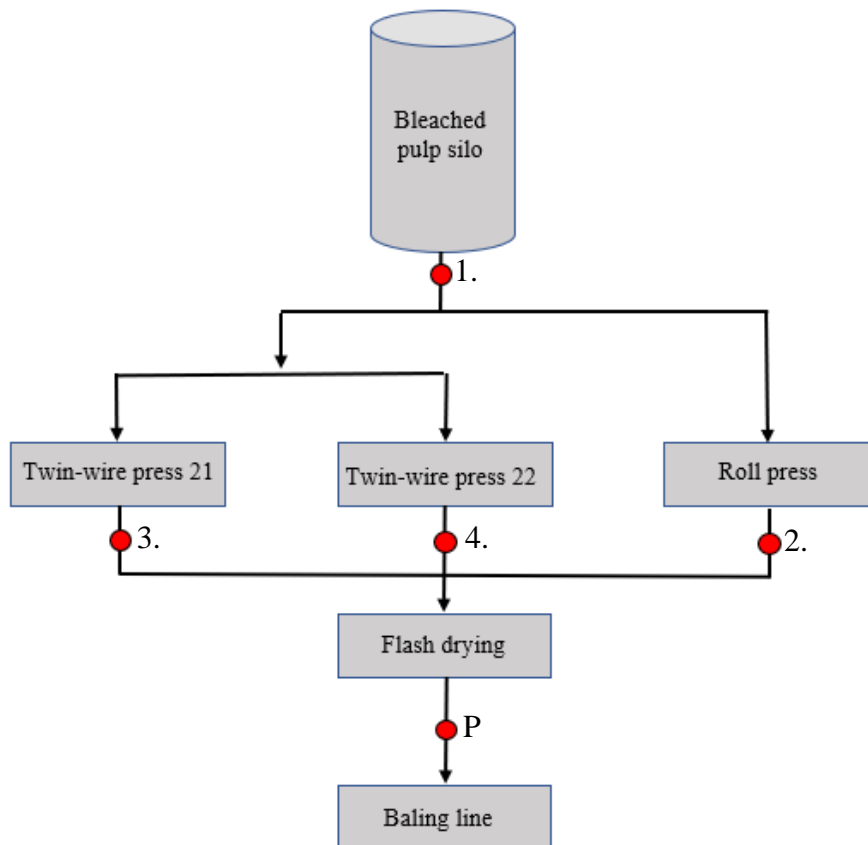 Bleached
pulp silo
1.
Twin-wire press 21
Twin-wire press 22
Roll press
3.
4.
2.
Flash drying
P
Baling line